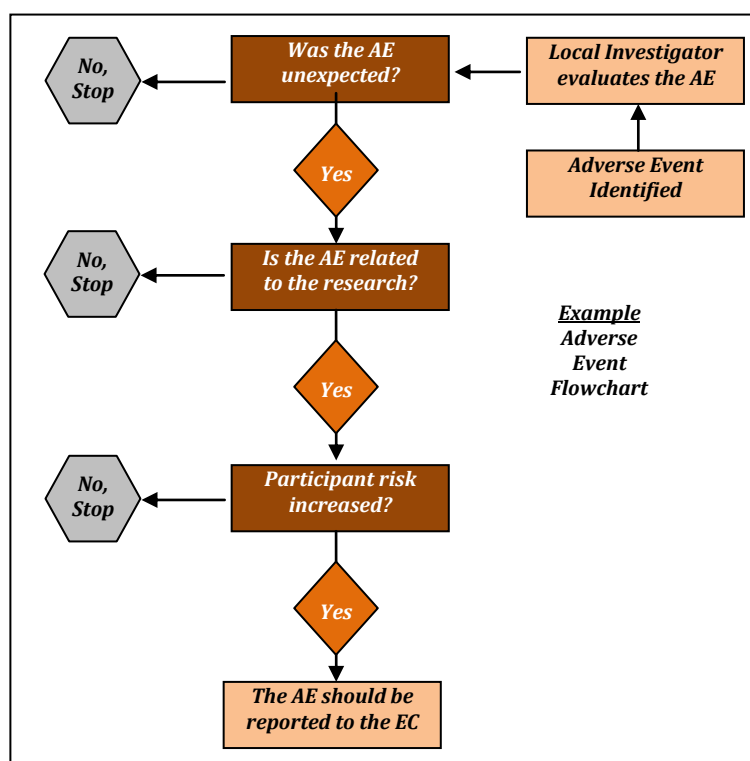 Adverse Event
Identified
Local Investigator
evaluates the AE
Was the AE
unexpected?
No,
Stop
Yes
Is the AE related
to the research?
No,
Stop
Yes
Participant risk
increased?
No,
Stop
Yes
The AE should be
reported to the EC
Example
Adverse
Event
Flowchart